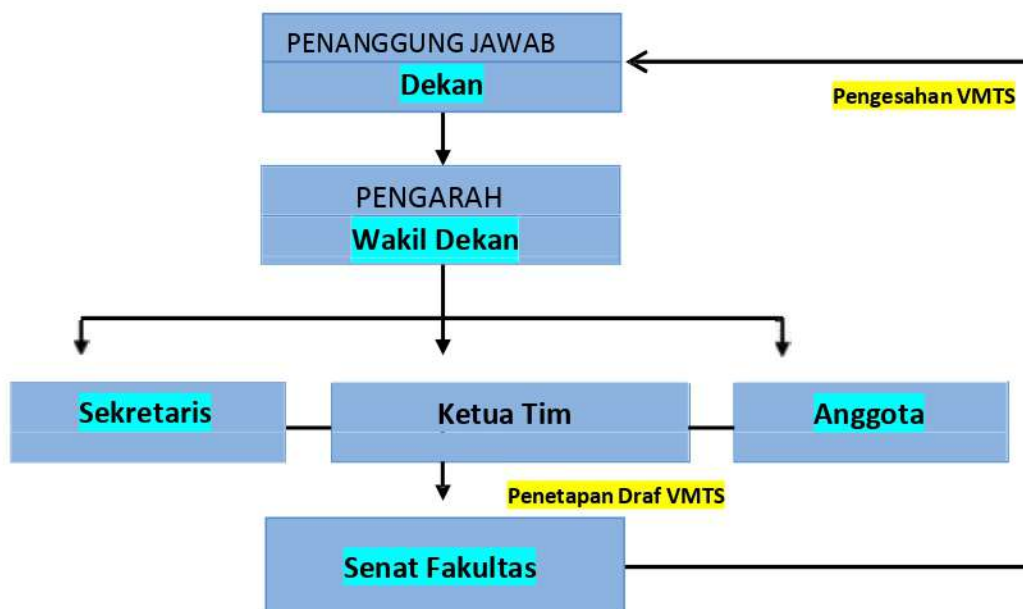 PENANGGUNG JAWAB
Dekan
Pengesahan VMTS
PENGARAH
Wakil Dekan
Sekretaris
Ketua Tim
Anggota
Penetapan Draf VMTS
Senat Fakultas